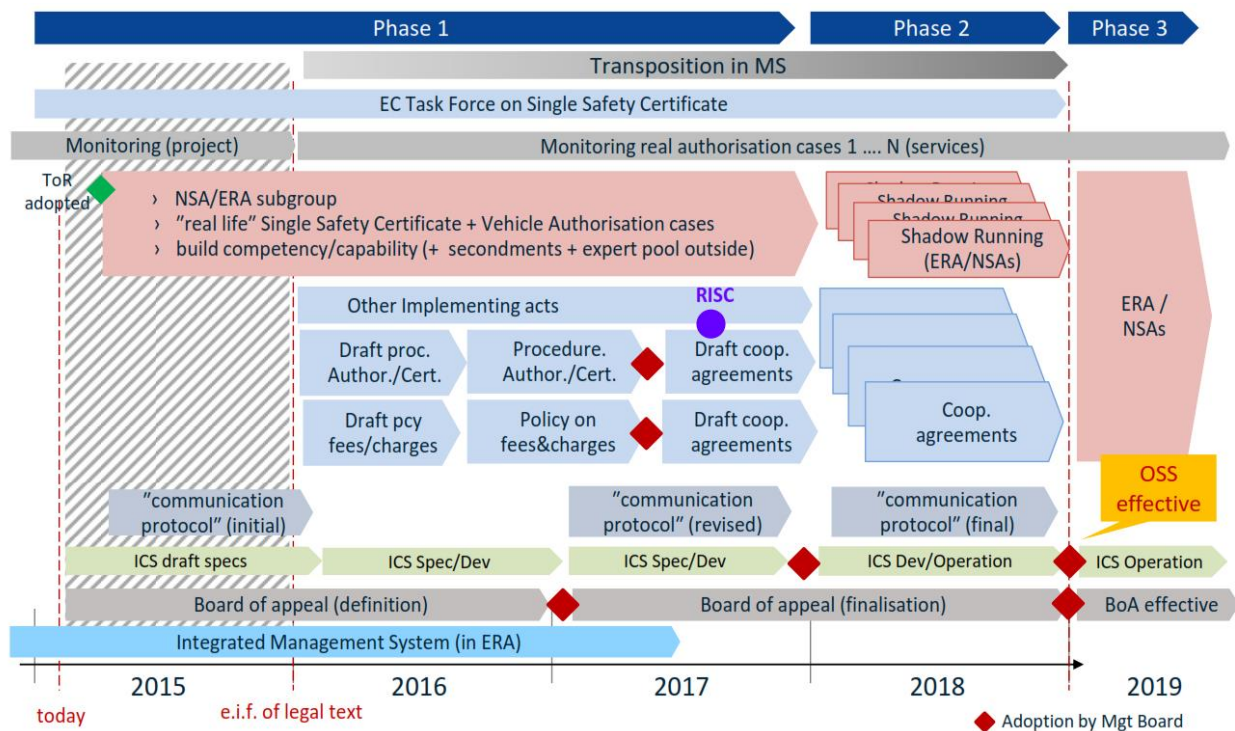 Phase 1
Phase 2
Phase 3
Transposition in MS
EC Task Force on Single Safety Certificate
Monitoring (project)
Monitoring real authorisation cases 1 .... N (services)
ToR
adopted
› NSA/ERA subgroup
› "real life" Single Safety Certificate + Vehicle Authorisation cases
› build competency/capability (+ secondments + expert pool outside)
Shadow Running
Shadow Running
Shadow Running
(ERA/NSAs)
ERA /
NSAs
Other Implementing acts
RISC
Draft proc.
Author./Cert.
Procedure.
Author./Cert.
Draft coop.
agreements
Draft pcy
fees/charges
Policy on
fees&charges
Draft coop.
agreements
Coop.
agreements
OSS
effective
"communication
protocol" (initial)
"communication
protocol" (revised)
"communication
protocol" (final)
ICS draft specs
ICS Spec/Dev
ICS Spec/Dev
ICS Dev/Operation
ICS Operation
Board of appeal (definition)
Board of appeal (finalisation)
BoA effective
Integrated Management System (in ERA)
2015
2016
2017
2018
2019
today
e.i.f. of legal text
Adoption by Mgt Board